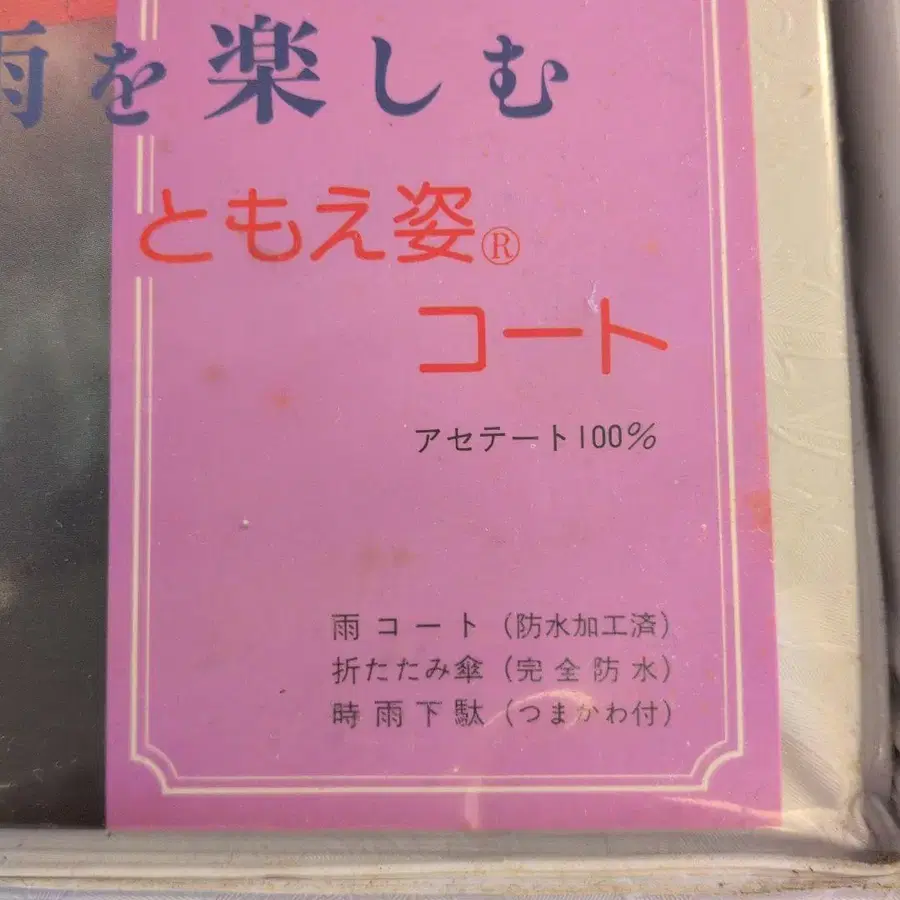 雨を楽しむ
ともえ姿®
コート
アセテート100%
雨コート(防水加工済)
折たたみ傘(完全防水)
時雨下駄(つまかわ付)